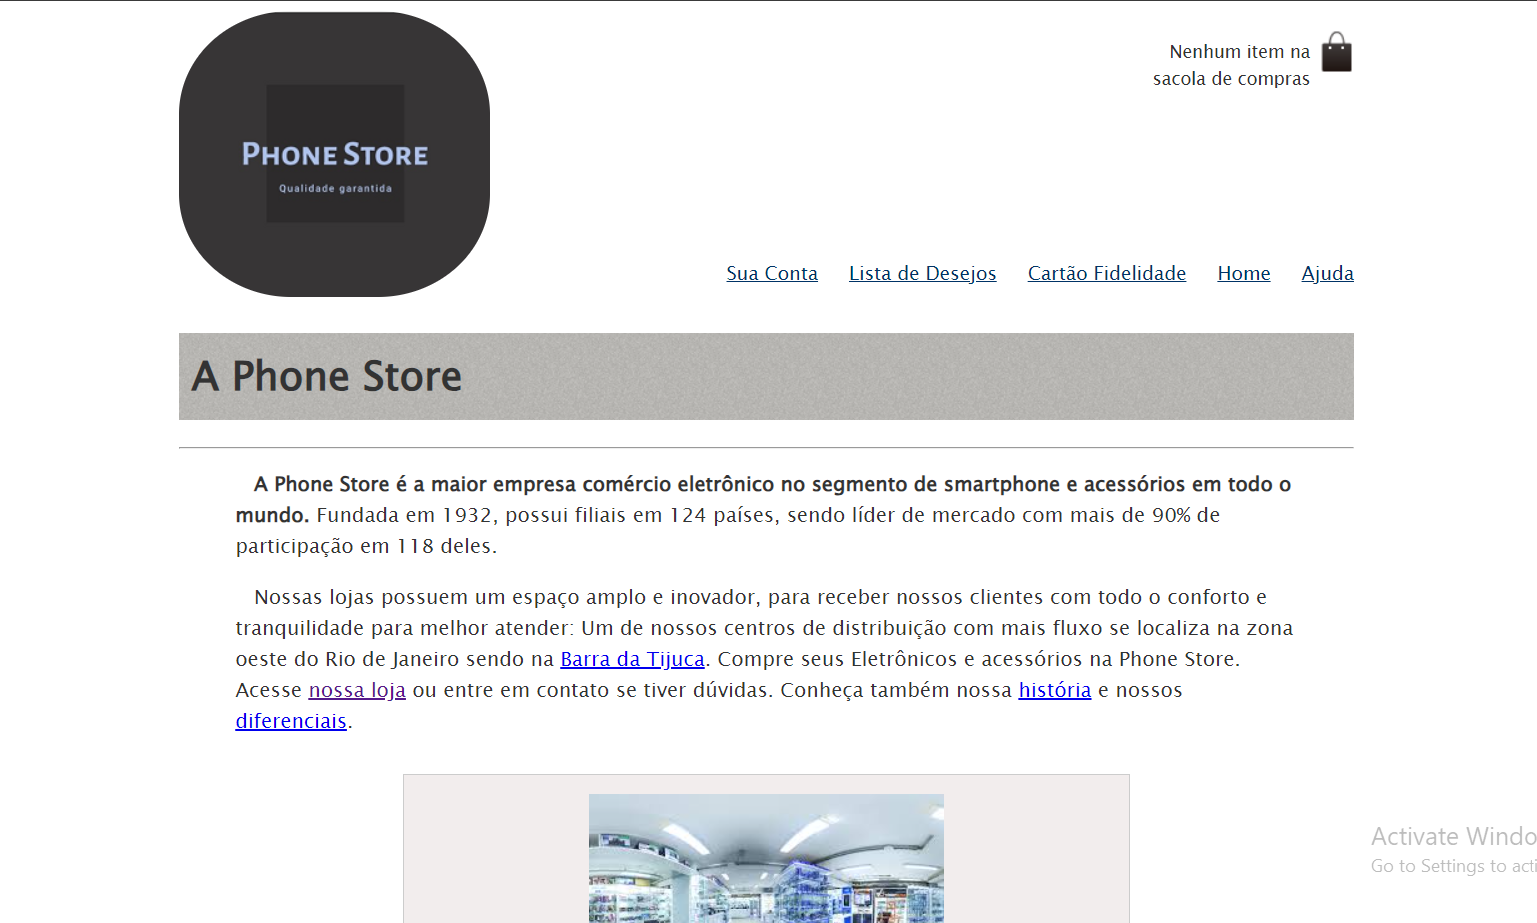 PHONE STORE
Qualidade garantida
Nenhum item na
sacola de compras
Sua Conta Lista de Desejos Cartão Fidelidade Home Ajuda
A Phone Store
A Phone Store é a maior empresa comércio eletrônico no segmento de smartphone e acessórios em todo o
mundo. Fundada em 1932, possui filiais em 124 países, sendo líder de mercado com mais de 90% de
participação em 118 deles.
Nossas lojas possuem um espaço amplo e inovador, para receber nossos clientes com todo o conforto e
tranquilidade para melhor atender: Um de nossos centros de distribuição com mais fluxo se localiza na zona
oeste do Rio de Janeiro sendo na Barra da Tijuca. Compre seus Eletrônicos e acessórios na Phone Store.
Acesse nossa loja ou entre em contato se tiver dúvidas. Conheça também nossa história e nossos
diferenciais.
Activate Windo
Go to Settings to acti